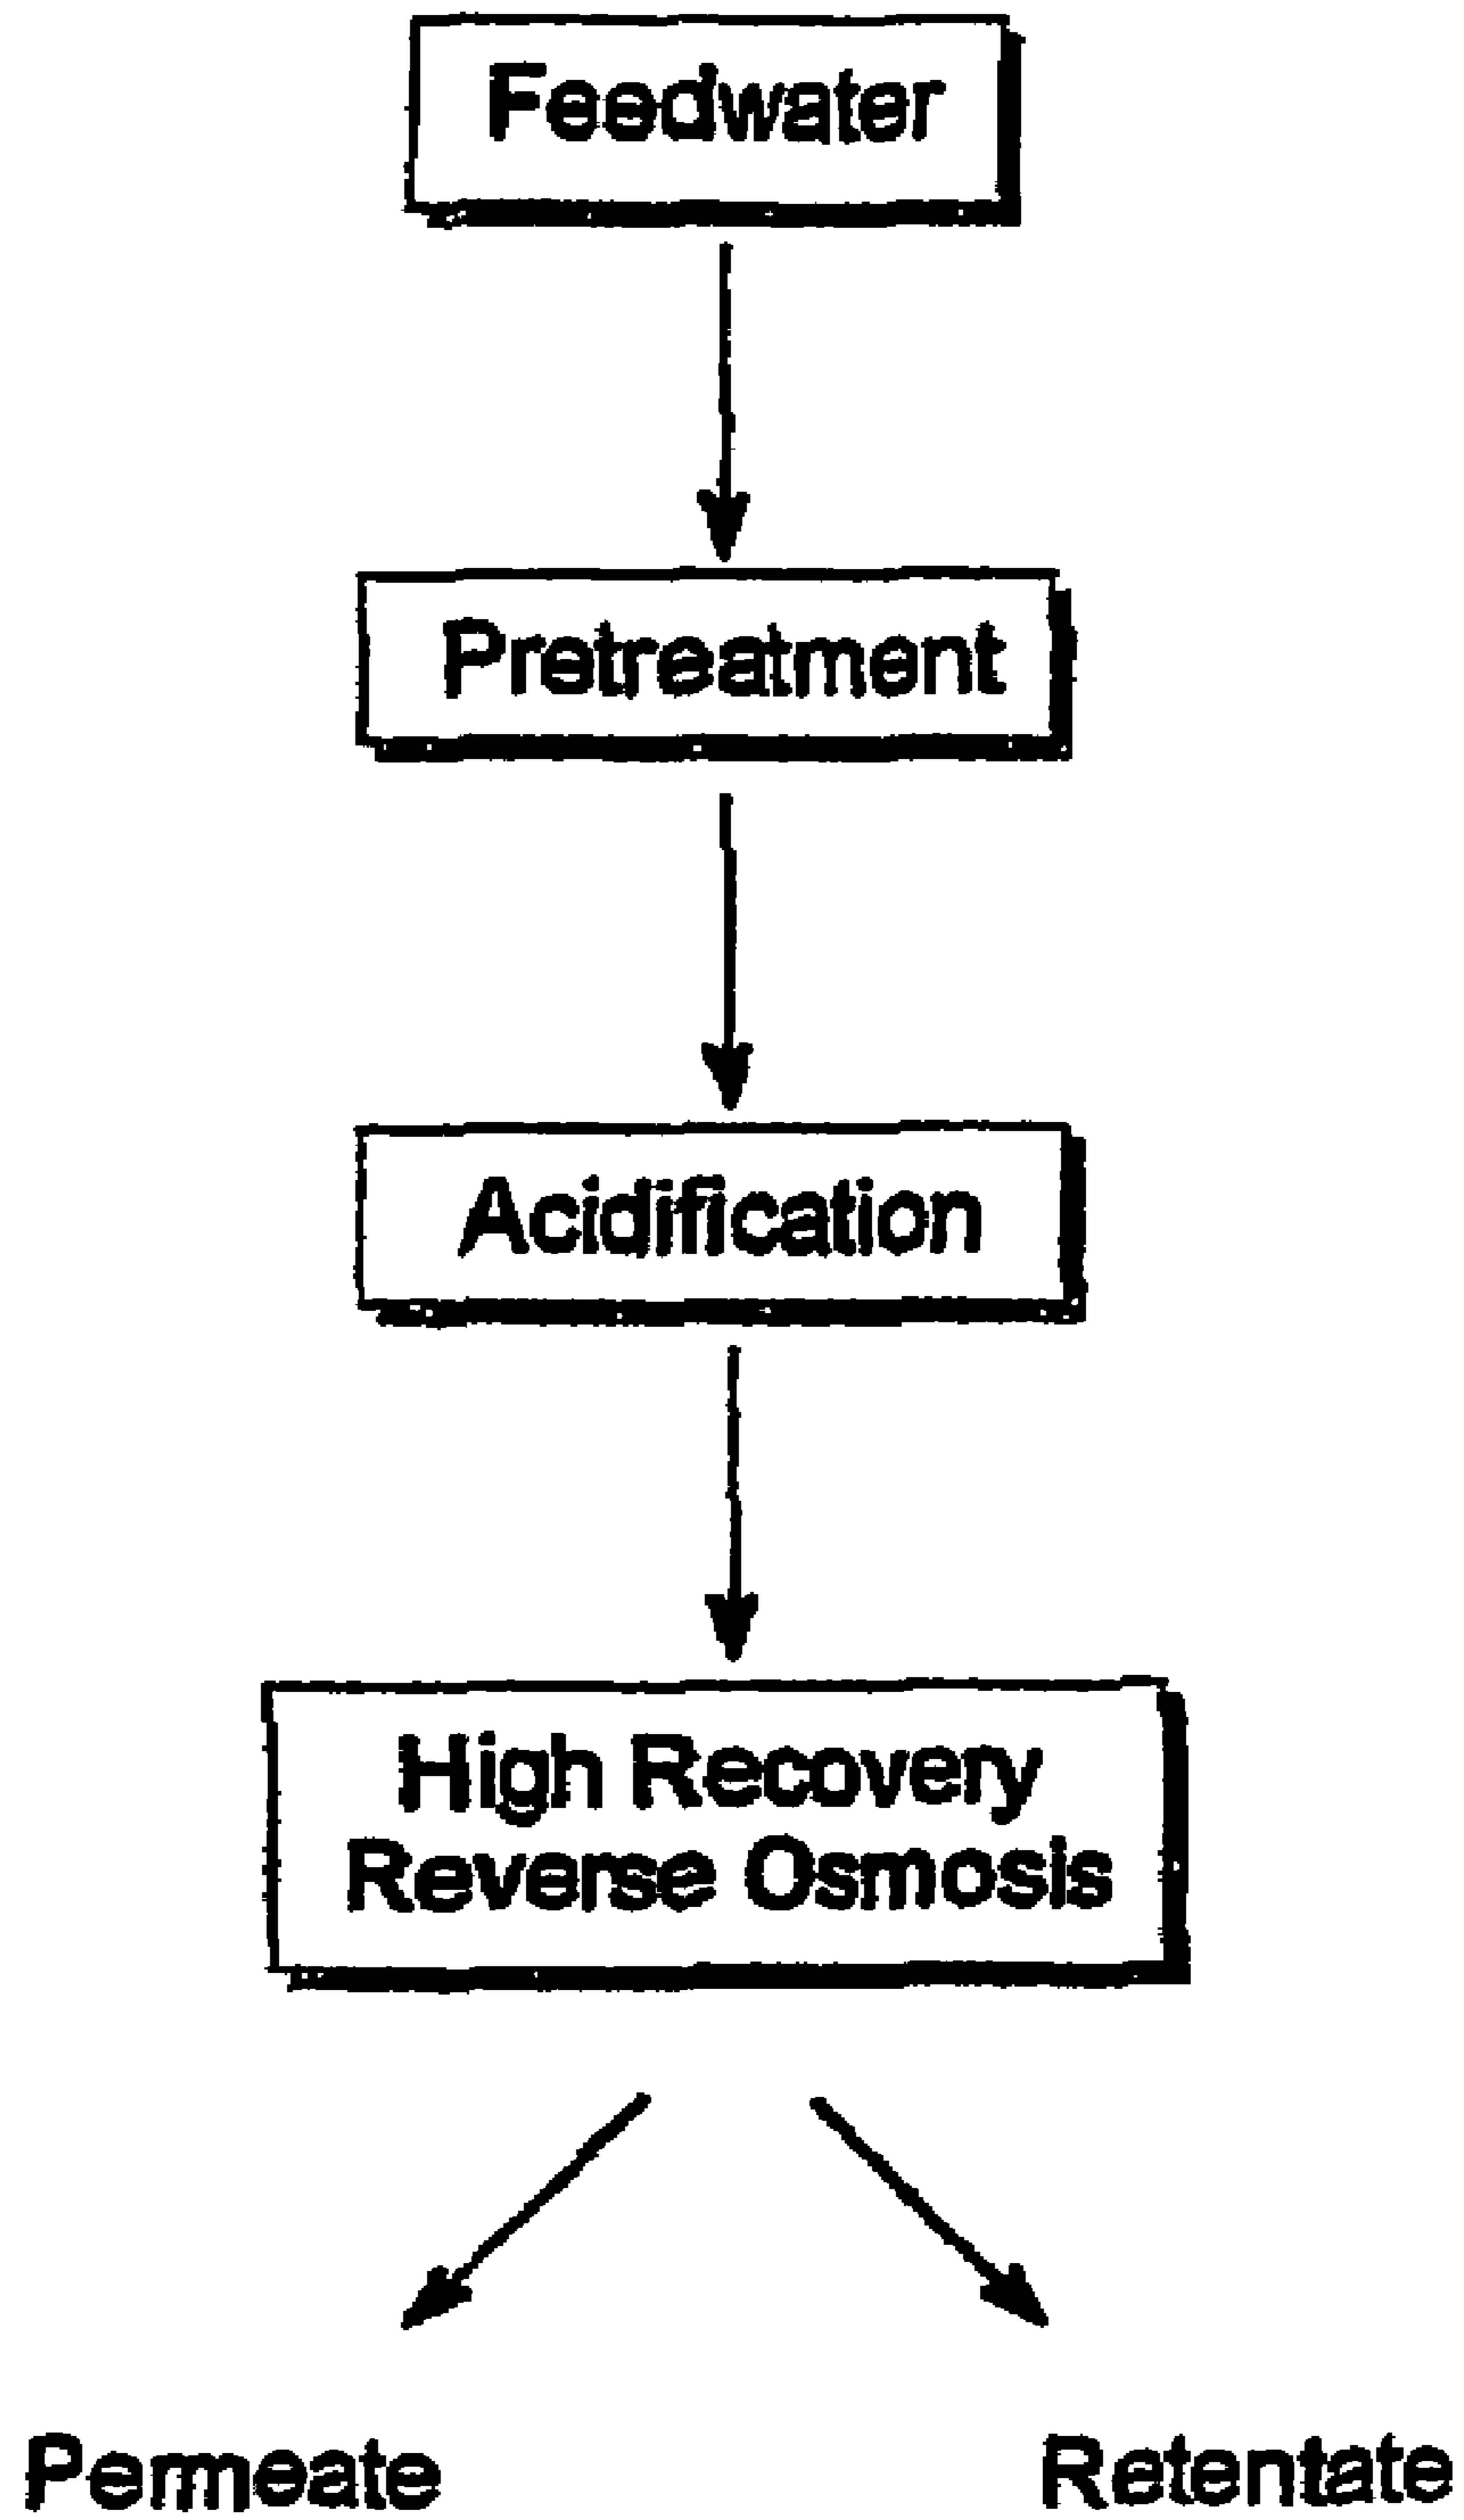 Feedwater
Pretreatment
Acidification
High Recovery
Reverse Osmosis
Permeate
Retentate